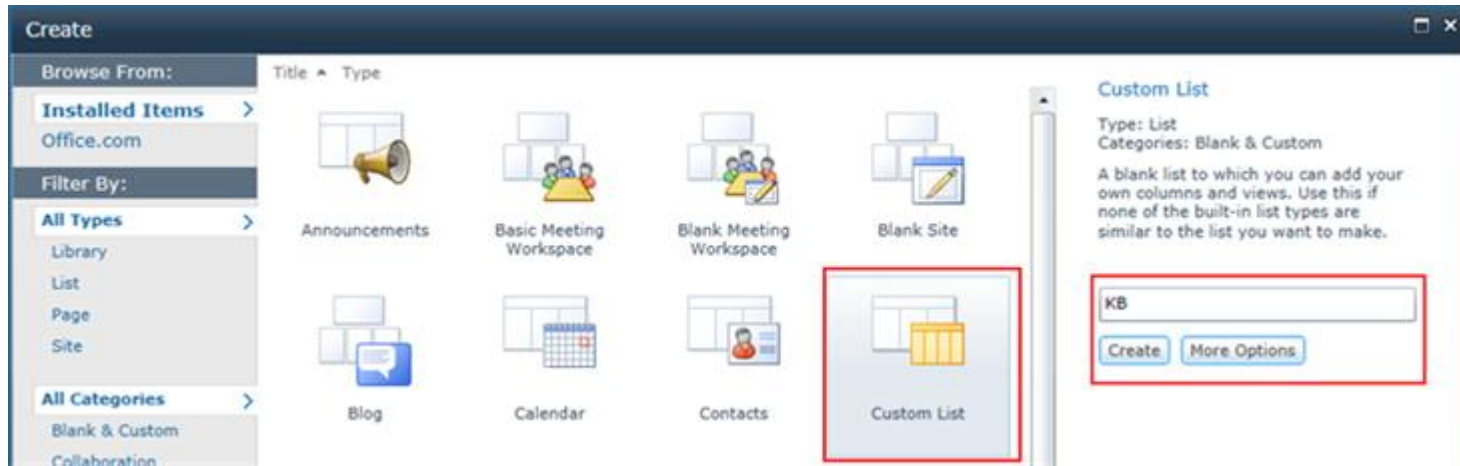 Create
Browse From:
Installed Items
Office.com
Filter By:
All Types
Library
List
Page
Site
All Categories
Blank & Custom
Collaboration
Title Type
Announcements
Basic Meeting
Workspace
Blank Meeting
Workspace
Blank Site
Blog
Calendar
Contacts
Custom List
Custom List
Type: List
Categories: Blank & Custom
A blank list to which you can add your
own columns and views. Use this if
none of the built-in list types are
similar to the list you want to make.
KB
Create More Options